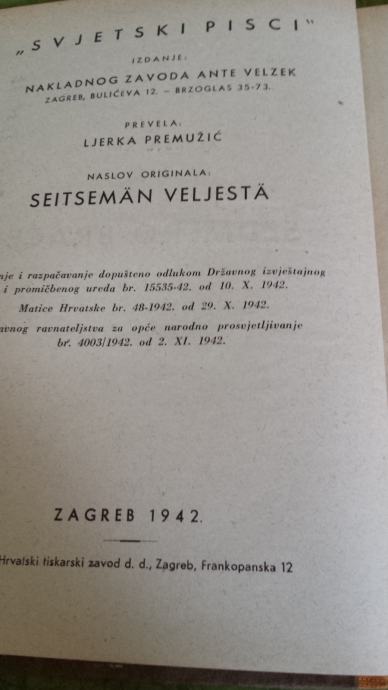 „SVJETSKI PISCI"
IZDANJE:
NAKLADNOG ZAVODA ANTE VELZEK
ZAGREB, BULIĆEVA 12. – BRZOGLAS 35-73.
PREVELA:
LJERKA PREMUŽIĆ
NASLOV ORIGINALA:
SEITSEMÄN VELJESTÄ
nje i razpačavanje dopušteno odlukom Državnog izvještajnog
i promičbenog ureda br. 15535-42. od 10. X. 1942.
Matice Hrvatske br. 48-1942. od 29. X. 1942.
avnog ravnateljstva za opće narodno prosvjetljivanje
br. 4003/1942. od 2. XI. 1942.
ZAGREB 1942.
Hrvatski tiskarski zavod d. d., Zagreb, Frankopanska 12